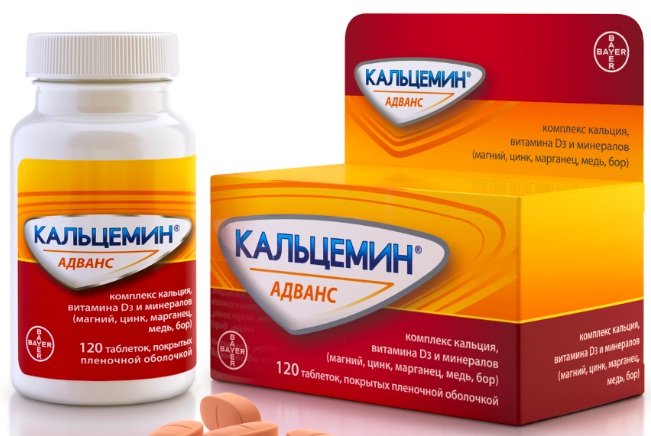 КАЛЬЦЕМИН®
АДВАНС
комплекс кальция,
витамина D3 и минералов
(магний, цинк, марганец,
медь, бор)
BAYER
BAYER
120 таблеток, покрытых
пленочной оболочкой
BAYER
BAYER
КАЛЬЦЕМИН®
АДВАНС
комплекс кальция,
витамина D3 и минералов
(магний, цинк, марганец, медь, бор)
КАЛЬЦЕМИН®
АДВАНС
комплекс кальция,
витамина D3 и минералов
(магний, цинк, марганец, медь, бор)
BAYER
BAYER
120 таблеток, покрытых пленочной оболочкой
комплекс кальция,
витамина D3 и минералов
(магний, цинк, марганец,
медь, бор)